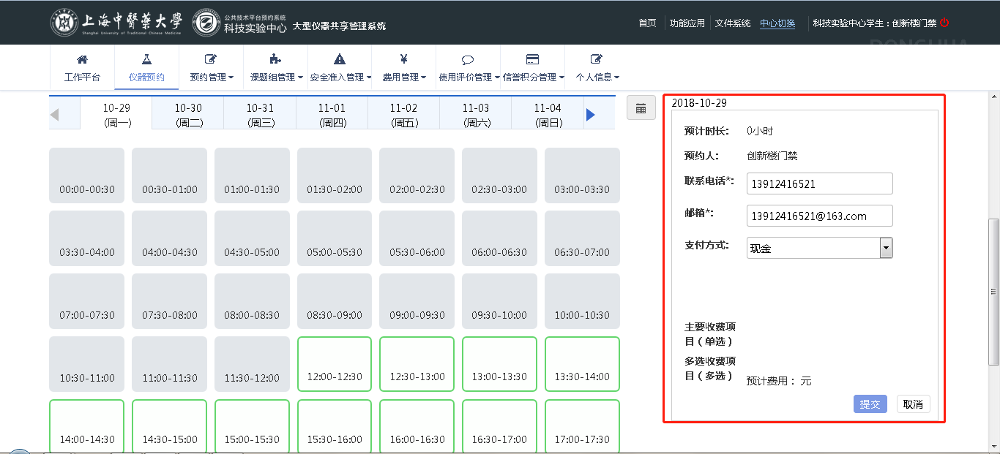 上海中醫薬大學
Shanghai University of Traditional Chinese Medicine
公共技术平台预约系统
科技实验中心
大型仪器共享管理系统
首页
功能应用
文件系统
中心切换
科技实验中心学生：创新楼门禁
工作平台
仪器预约
预约管理
课题组管理
安全准入管理
费用管理
使用评价管理
信誉积分管理
个人信息
10-29
(周一)
10-30
(周二)
10-31
(周三)
11-01
(周四)
11-02
(周五)
11-03
(周六)
11-04
(周日)
00:00-00:30
00:30-01:00
01:00-01:30
01:30-02:00
02:00-02:30
02:30-03:00
03:00-03:30
03:30-04:00
04:00-04:30
04:30-05:00
05:00-05:30
05:30-06:00
06:00-06:30
06:30-07:00
07:00-07:30
07:30-08:00
08:00-08:30
08:30-09:00
09:00-09:30
09:30-10:00
10:00-10:30
10:30-11:00
11:00-11:30
11:30-12:00
12:00-12:30
12:30-13:00
13:00-13:30
13:30-14:00
14:00-14:30
14:30-15:00
15:00-15:30
15:30-16:00
16:00-16:30
16:30-17:00
17:00-17:30
2018-10-29
预计时长: 0小时
预约人: 创新楼门禁
联系电话*: 13912416521
邮箱*: 13912416521@163.com
支付方式: 现金
主要收费项
目（单选）
多选收费项
目（多选）
预计费用： 元
提交
取消